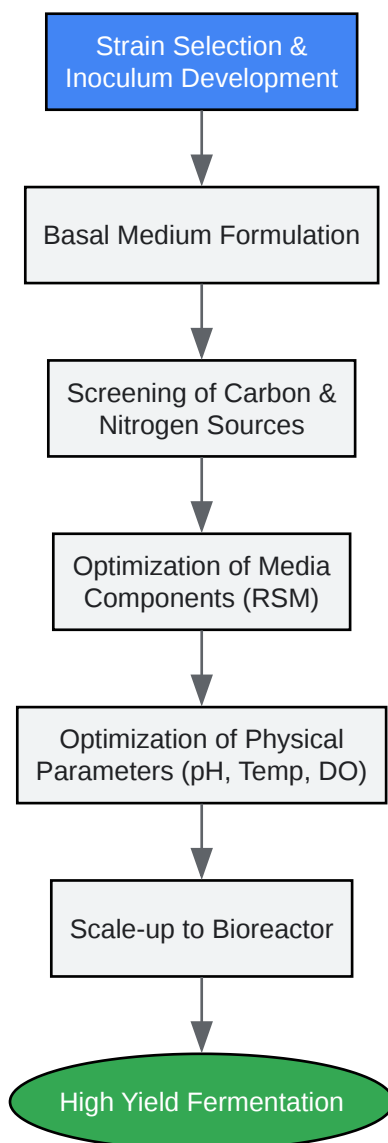 Strain Selection &
Inoculum Development
Basal Medium Formulation
Screening of Carbon &
Nitrogen Sources
Optimization of Media
Components (RSM)
Optimization of Physical
Parameters (pH, Temp, DO)
Scale-up to Bioreactor
High Yield Fermentation